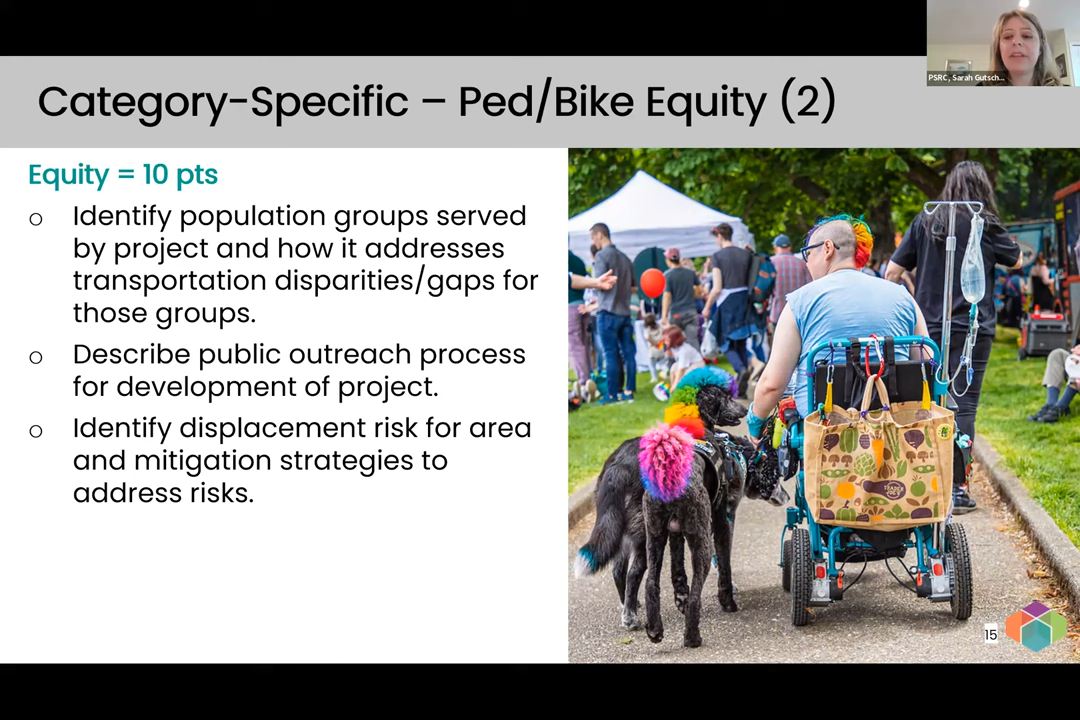 PSRC, Sarah Gutsch...
Category-Specific – Ped/Bike Equity (2)
Equity = 10 pts
o Identify population groups served
by project and how it addresses
transportation disparities/gaps for
those groups.
o Describe public outreach process
for development of project.
o Identify displacement risk for area
and mitigation strategies to
address risks.
TRADER
JOE'S
15